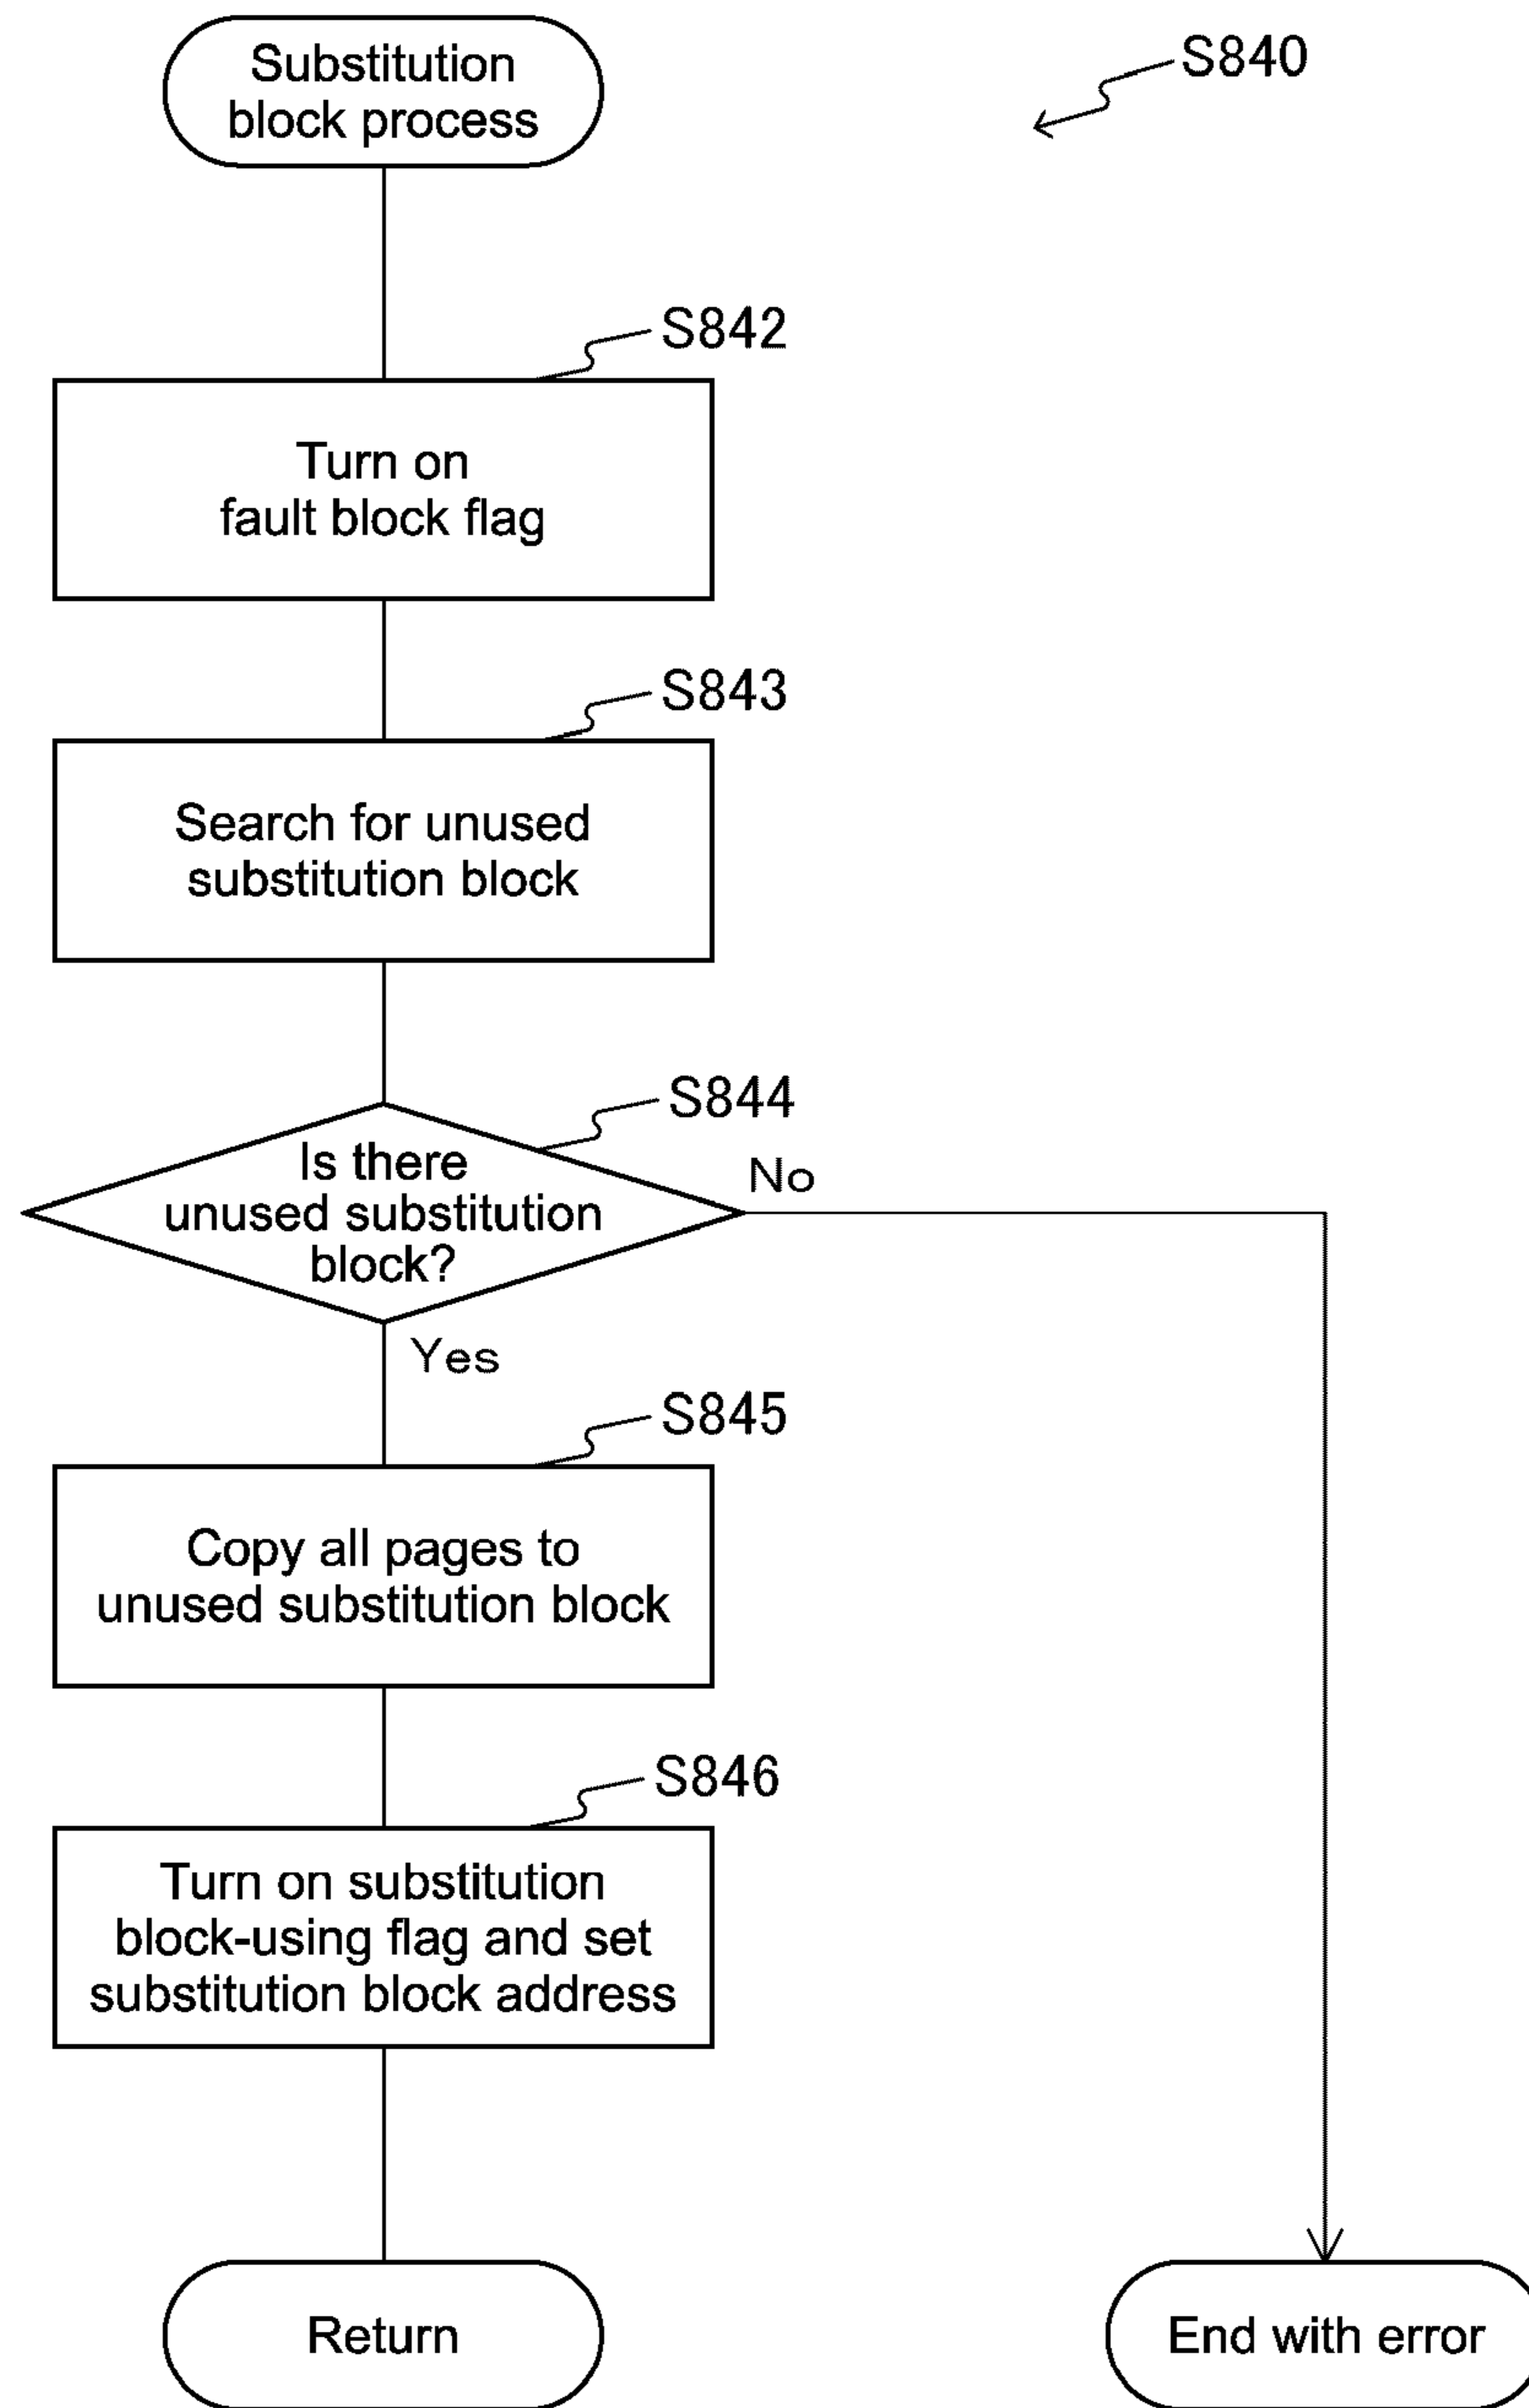 Substitution
block process
S840
S842
Turn on
fault block flag
S843
Search for unused
substitution block
S844
Is there
unused substitution
block?
No
Yes
S845
Copy all pages to
unused substitution block
S846
Turn on substitution
block-using flag and set
substitution block address
Return
End with error